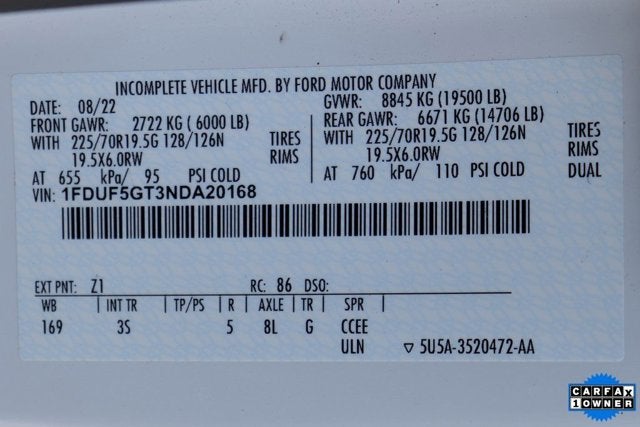 INCOMPLETE VEHICLE MFD. BY FORD MOTOR COMPANY
DATE: 08/22 GVWR: 8845 KG (19500 LB)
FRONT GAWR: 2722 KG ( 6000 LB) REAR GAWR: 6671 KG (14706 LB)
WITH 225/70R19.5G 128/126N TIRES WITH 225/70R19.5G 128/126N TIRES
19.5X6.0RW RIMS 19.5X6.0RW RIMS
AT 655 kPa/ 95 PSI COLD AT 760 kPa/ 110 PSI COLD DUAL
VIN: 1FDUF5GT3NDA20168
EXT PNT: Z1 RC: 86 DSO:
WB | INT TR | TP/PS | R | AXLE | TR | SPR
169 3S 5 8L G CCEE
ULN ▽ 5U5A-3520472-AA
CARFAX
1 OWNER